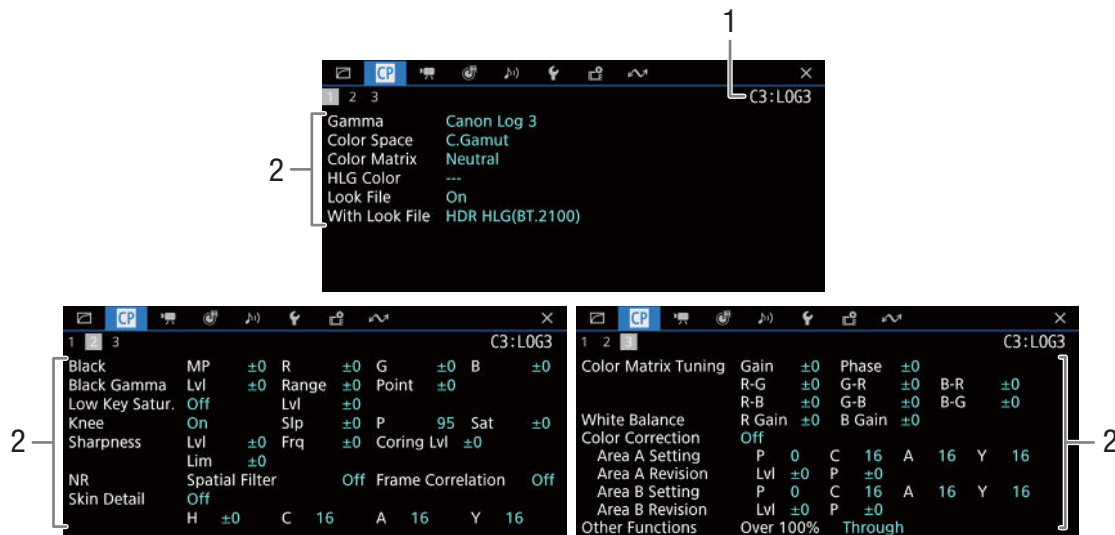 1
CP
1 2 3 C3:LOG3
2
Gamma Canon Log 3
Color Space C.Gamut
Color Matrix Neutral
HLG Color ---
Look File On
With Look File HDR HLG(BT.2100)
CP
1 2 3 C3:LOG3
2
Black MP ±0 R ±0 G ±0 B ±0
Black Gamma Lvl ±0 Range ±0 Point ±0
Low Key Satur. Off Lvl ±0
Knee On Slp ±0 P 95 Sat ±0
Sharpness Lvl ±0 Frq ±0 Coring Lvl ±0
Lim ±0
NR Spatial Filter Off Frame Correlation Off
Skin Detail Off
H ±0 C 16 A 16 Y 16
CP
1 2 3 C3:LOG3
Color Matrix Tuning Gain ±0 Phase ±0
R-G ±0 G-R ±0 B-R ±0
R-B ±0 G-B ±0 B-G ±0
White Balance R Gain ±0 B Gain ±0
Color Correction Off
Area A Setting P 0 C 16 A 16 Y 16
Area A Revision Lvl ±0 P ±0
Area B Setting P 0 C 16 A 16 Y 16
Area B Revision Lvl ±0 P ±0
Other Functions Over 100% Through
2